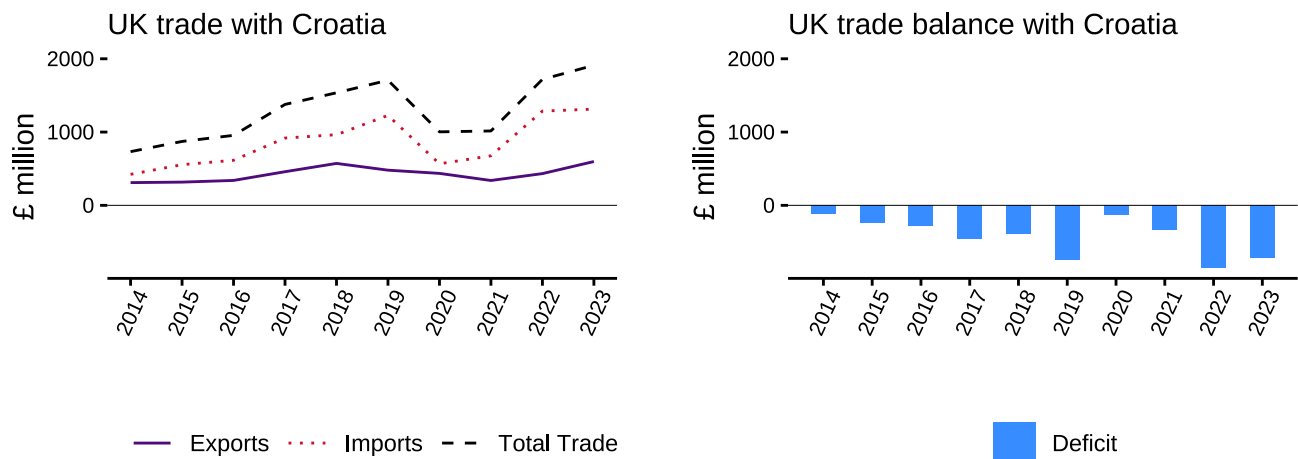 UK trade with Croatia
2000
1000
0
£ million
2014 2015 2016 2017 2018 2019 2020 2021 2022 2023
Exports Imports Total Trade
UK trade balance with Croatia
2000
1000
0
£ million
2014 2015 2016 2017 2018 2019 2020 2021 2022 2023
Deficit